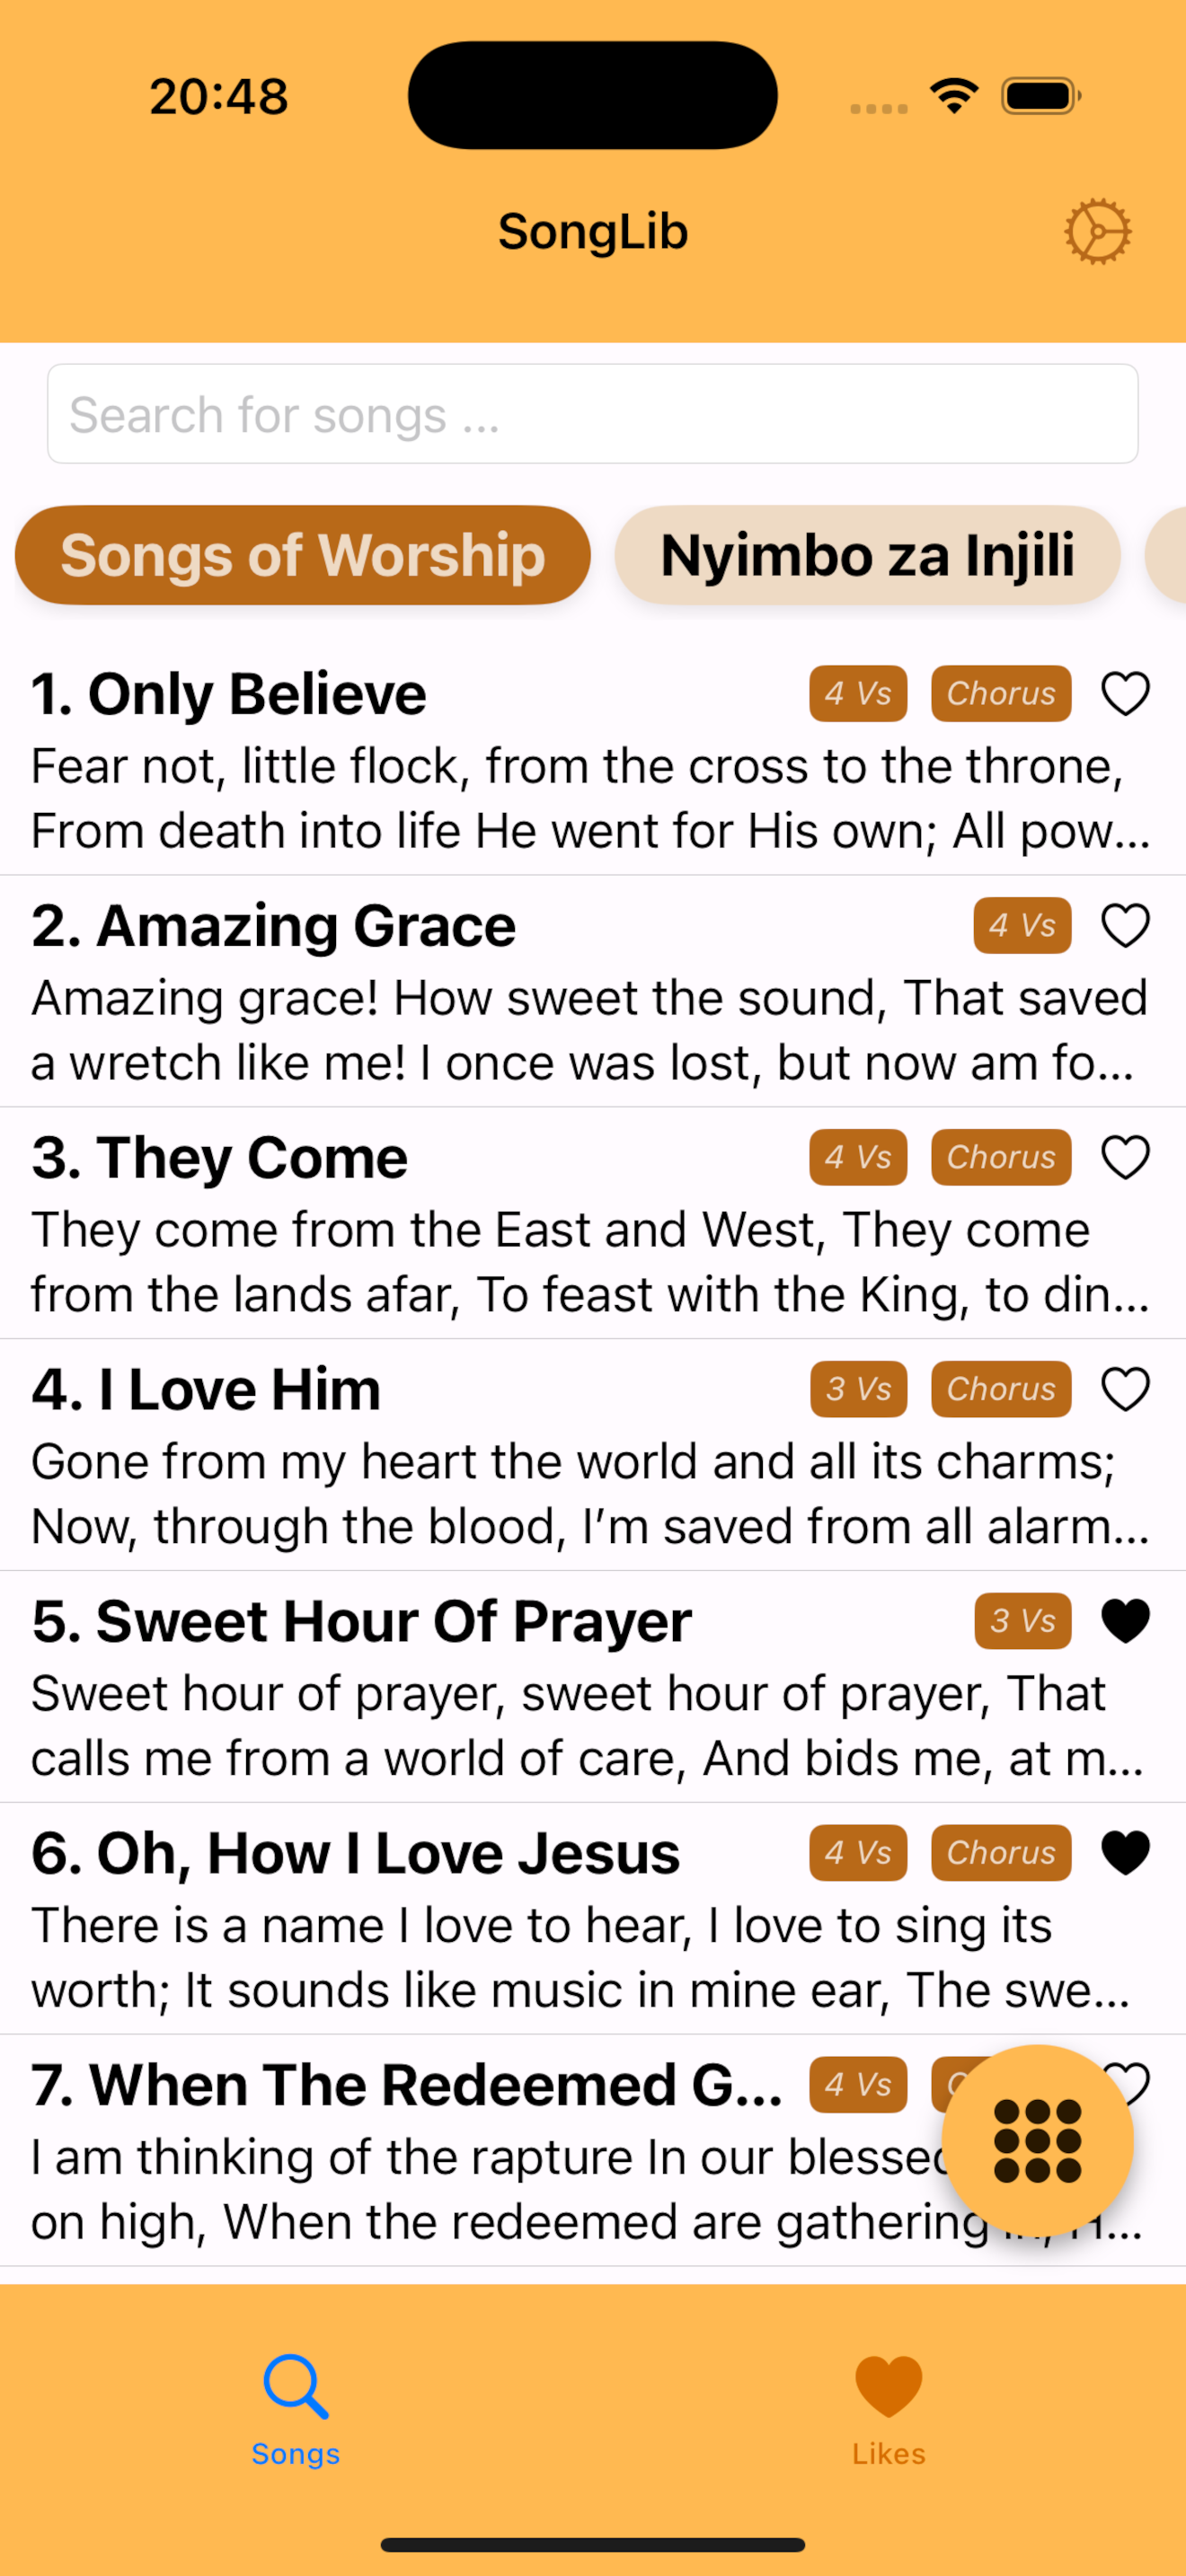 20:48
SongLib
Search for songs ...
Songs of Worship
Nyimbo za Injili
1. Only Believe
4 Vs
Chorus
Fear not, little flock, from the cross to the throne,
From death into life He went for His own; All pow...
2. Amazing Grace
4 Vs
Amazing grace! How sweet the sound, That saved
a wretch like me! I once was lost, but now am fo...
3. They Come
4 Vs
Chorus
They come from the East and West, They come
from the lands afar, To feast with the King, to din...
4. I Love Him
3 Vs
Chorus
Gone from my heart the world and all its charms;
Now, through the blood, I’m saved from all alarm...
5. Sweet Hour Of Prayer
3 Vs
Sweet hour of prayer, sweet hour of prayer, That
calls me from a world of care, And bids me, at m...
6. Oh, How I Love Jesus
4 Vs
Chorus
There is a name I love to hear, I love to sing its
worth; It sounds like music in mine ear, The swe...
7. When The Redeemed G...
4 Vs
I am thinking of the rapture In our blessed
on high, When the redeemed are gathering
Songs
Likes